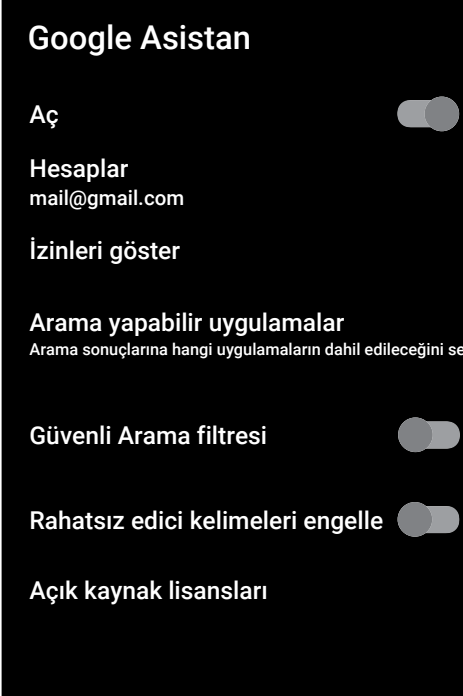 Google Asistan
Aç
Hesaplar
mail@gmail.com
İzinleri göster
Arama yapabilir uygulamalar
Arama sonuçlarına hangi uygulamaların dahil edileceğini se
Güvenli Arama filtresi
Rahatsız edici kelimeleri engelle
Açık kaynak lisansları